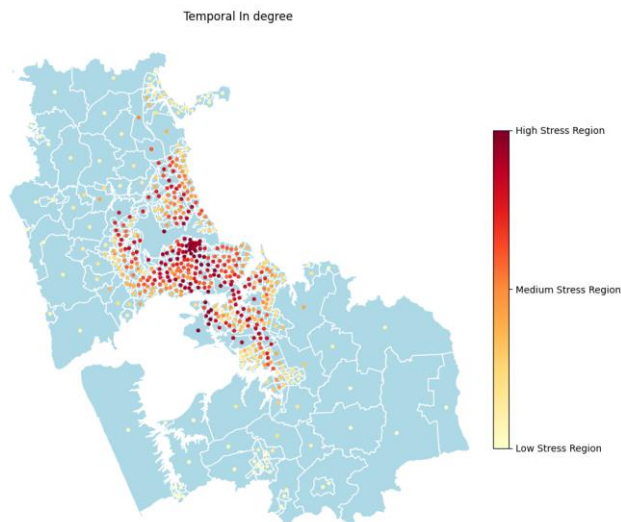 Temporal In degree
High Stress Region
Medium Stress Region
Low Stress Region